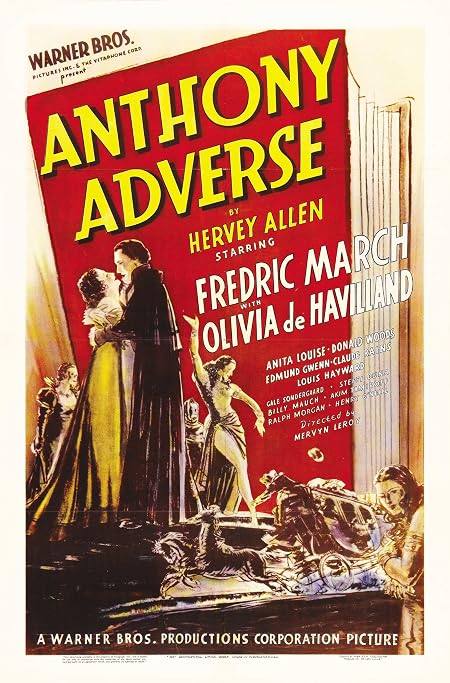 WARNER BROS.
PICTURES INC. & THE VITAPHONE CORP.
present
ANTHONY
ADVERSE
BY
HERVEY ALLEN
STARRING
FREDRIC MARCH
WITH
OLIVIA de HAVILLAND
ANITA LOUISE · DONALD WOODS
EDMUND GWENN · CLAUDE RAINS
LOUIS HAYWARD
GALE SONDERGAARD ·
BILLY MAUCH · AKIM
RALPH MORGAN · HENRY
Directed by
MERVYN LEROY
A WARNER BROS. PRODUCTIONS CORPORATION PICTURE